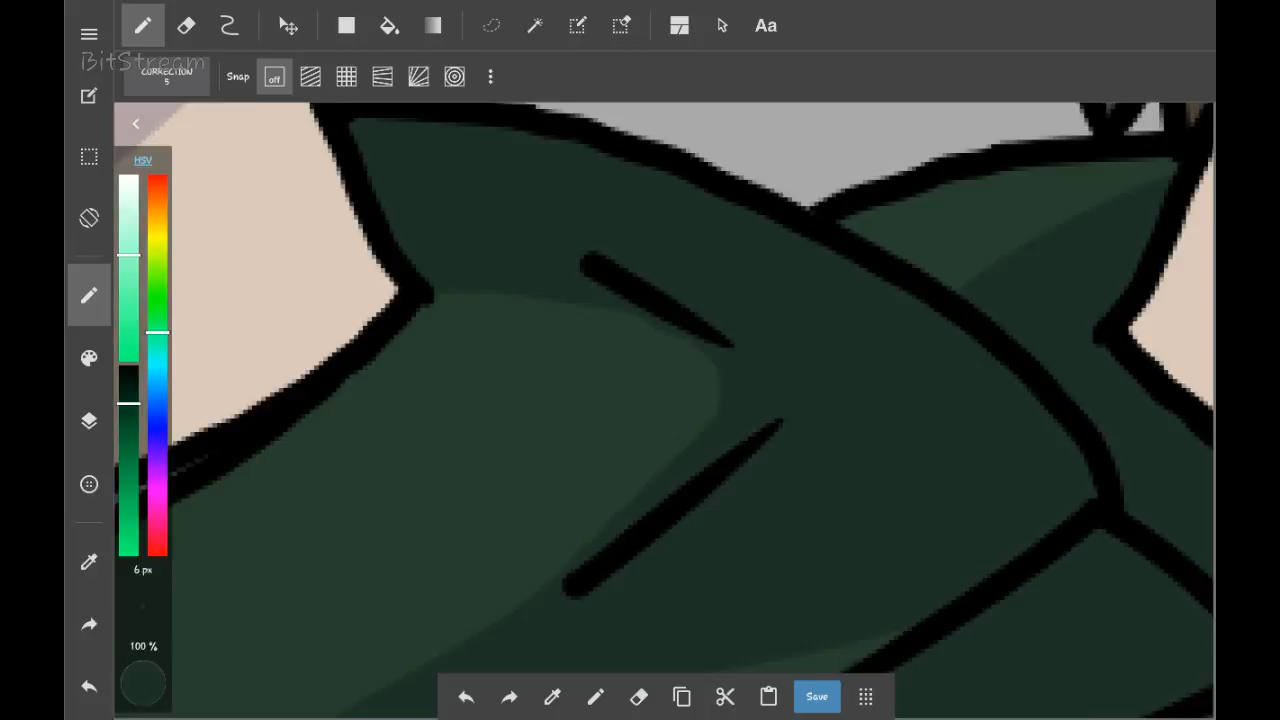 Aa
BitStream
CORRECTION
5
Snap
off
HSV
6 px
100 %
Save